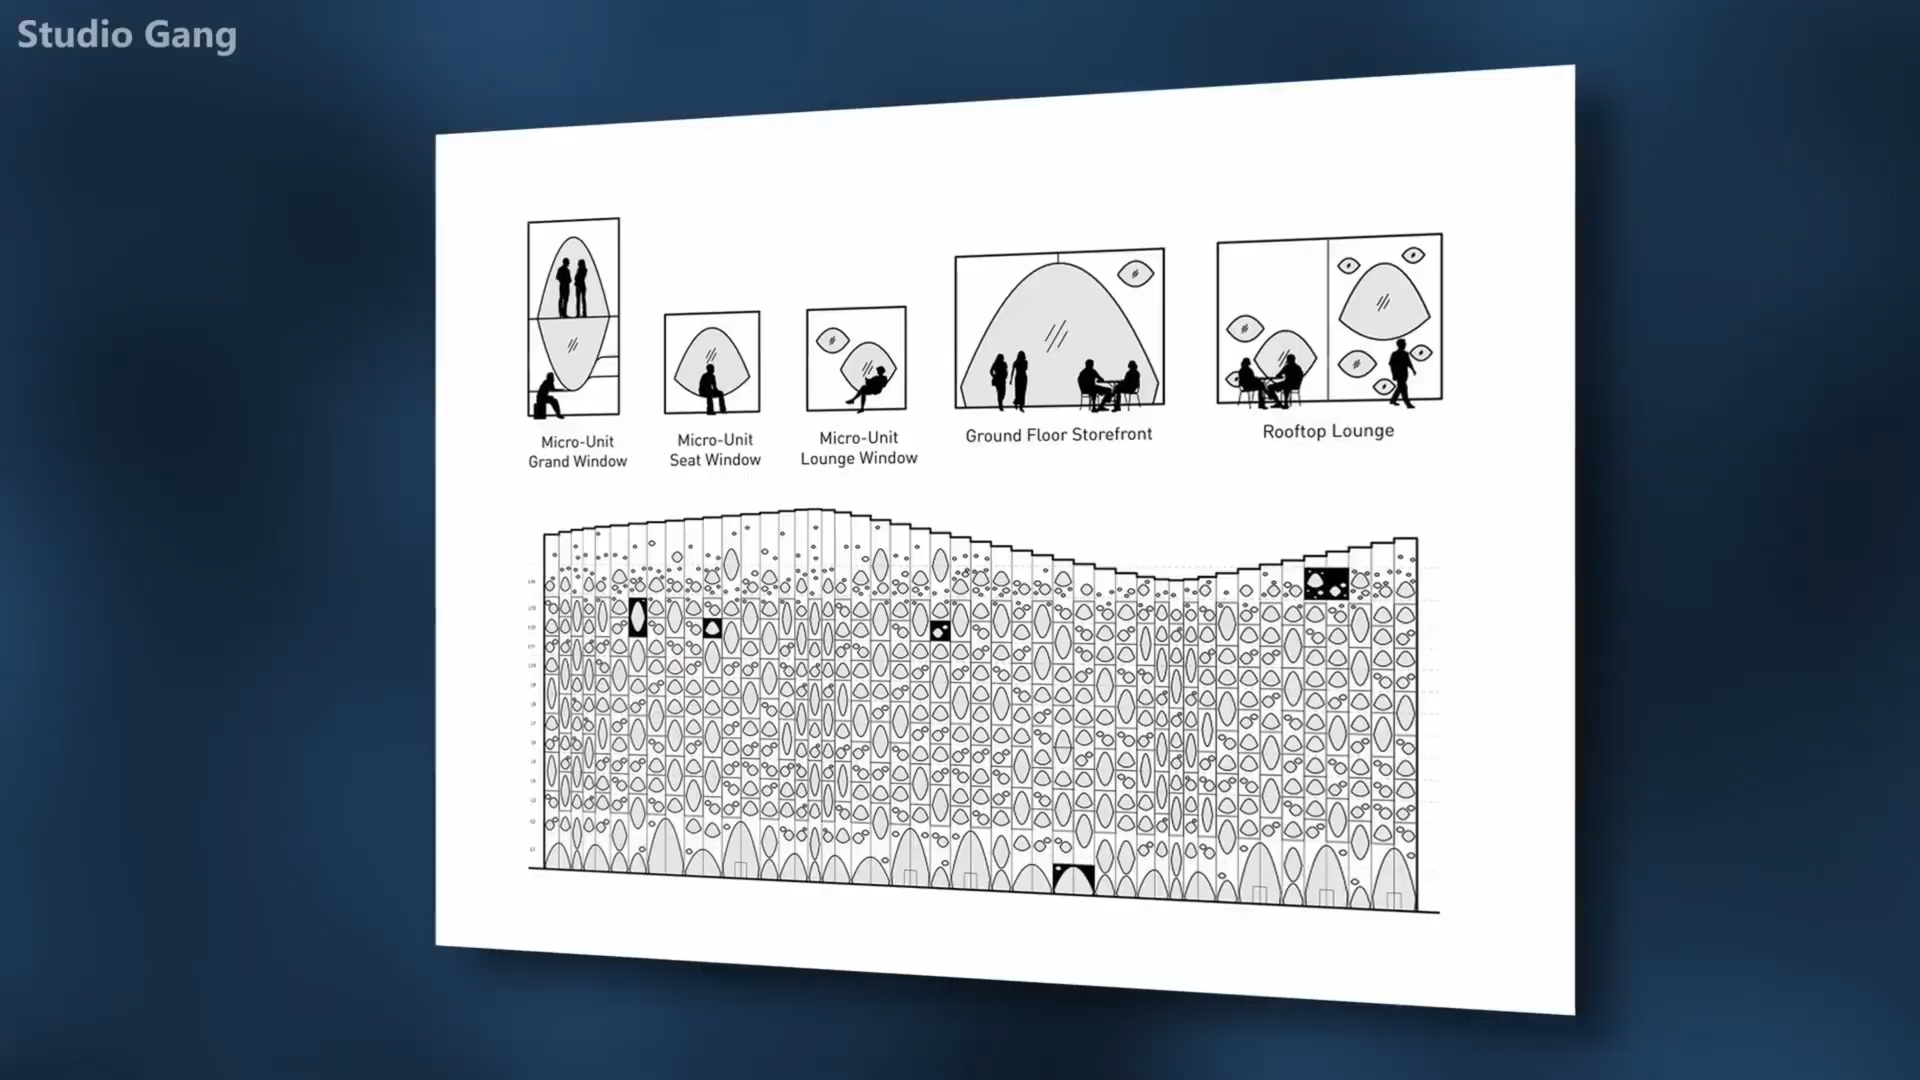 Studio Gang
Micro-Unit
Grand Window
Micro-Unit
Seat Window
Micro-Unit
Lounge Window
Ground Floor Storefront
Rooftop Lounge